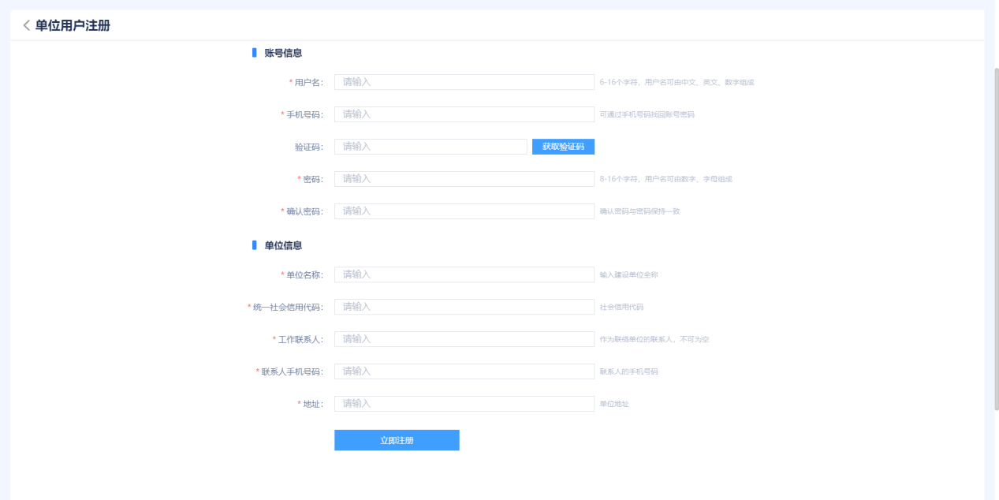 单位用户注册
账号信息
* 用户名： 请输入 6-16个字符，用户名可由中文、英文、数字组成
* 手机号码： 请输入 可通过手机号码找回账号密码
验证码： 请输入 获取验证码
* 密码： 请输入 8-16个字符，用户名可由数字、字母组成
* 确认密码： 请输入 确认密码与密码保持一致
单位信息
* 单位名称： 请输入 输入建设单位全称
* 统一社会信用代码： 请输入 社会信用代码
* 工作联系人： 请输入 作为联络单位的联系人，不可为空
* 联系人手机号码： 请输入 联系人的手机号码
* 地址： 请输入 单位地址
立即注册